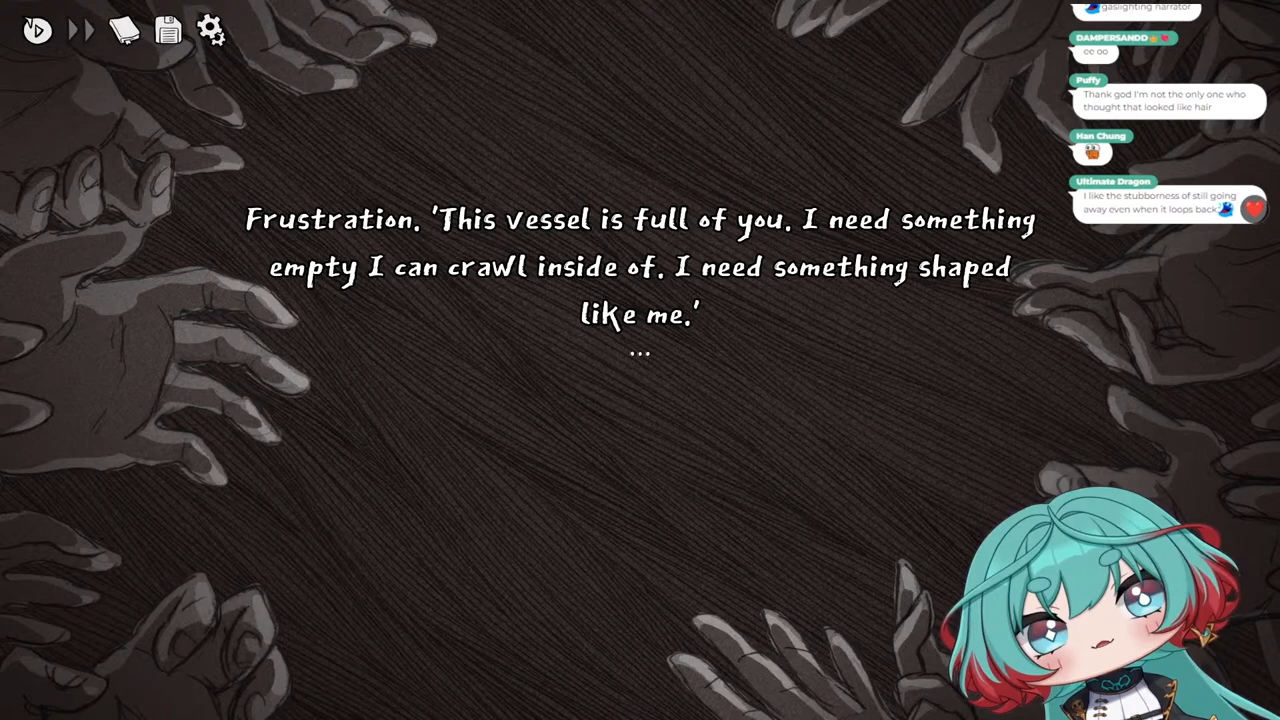 gaslighting narrator
DAMPERSANDD
ee oo
Puffy
Thank god I'm not the only one who
thought that looked like hair
Han Chung
Ultimate Dragon
I like the stubborness of still going
away even when it loops back
Frustration. 'This vessel is full of you. I need something
empty I can crawl inside of. I need something shaped
like me.'
...